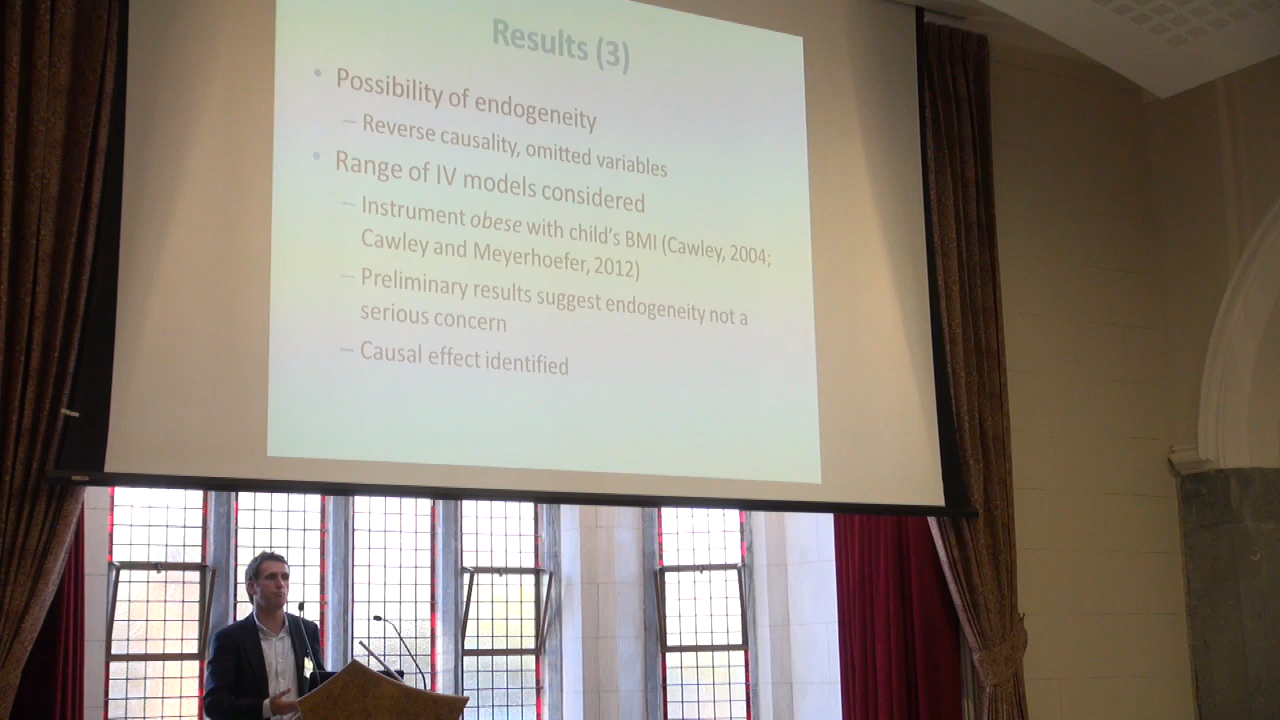 Results (3)
• Possibility of endogeneity
– Reverse causality, omitted variables
• Range of IV models considered
– Instrument obese with child's BMI (Cawley, 2004;
Cawley and Meyerhoefer, 2012)
– Preliminary results suggest endogeneity not a
serious concern
– Causal effect identified